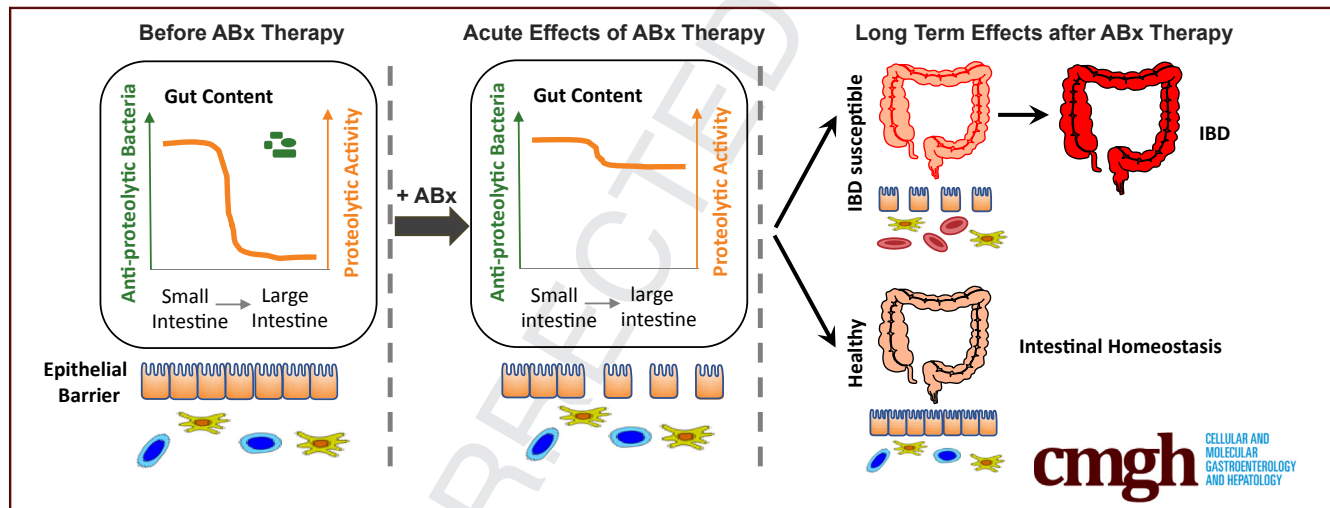 Before ABx Therapy
Gut Content
Anti-proteolytic Bacteria
Proteolytic Activity
Small
Intestine
Large
Intestine
Epithelial
Barrier
+ ABx
Acute Effects of ABx Therapy
Gut Content
Anti-proteolytic Bacteria
Proteolytic Activity
Small
intestine
large
intestine
Long Term Effects after ABx Therapy
IBD susceptible
IBD
Healthy
Intestinal Homeostasis
cmgh
CELLULAR AND
MOLECULAR
GASTROENTEROLOGY
AND HEPATOLOGY
RRECTED